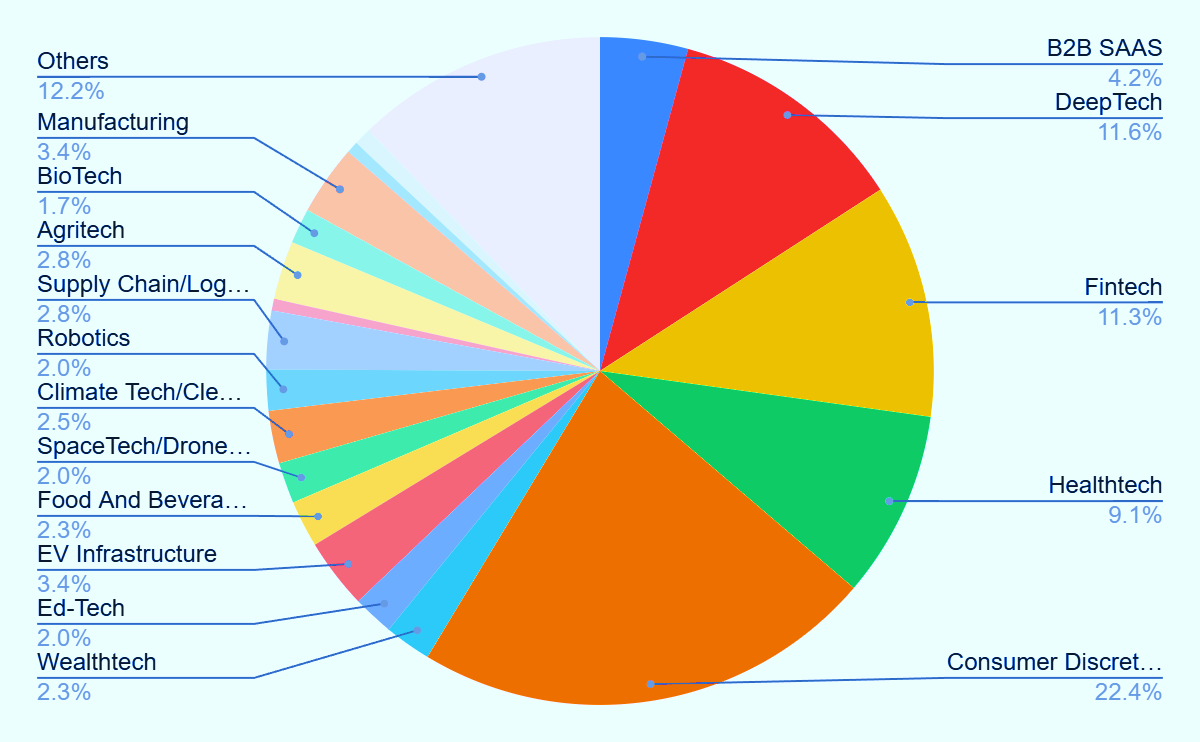 Others
12.2%
Manufacturing
3.4%
BioTech
1.7%
Agritech
2.8%
Supply Chain/Log…
2.8%
Robotics
2.0%
Climate Tech/Cle…
2.5%
SpaceTech/Drone…
2.0%
Food And Bevera…
2.3%
EV Infrastructure
3.4%
Ed-Tech
2.0%
Wealthtech
2.3%
B2B SAAS
4.2%
DeepTech
11.6%
Fintech
11.3%
Healthtech
9.1%
Consumer Discret…
22.4%